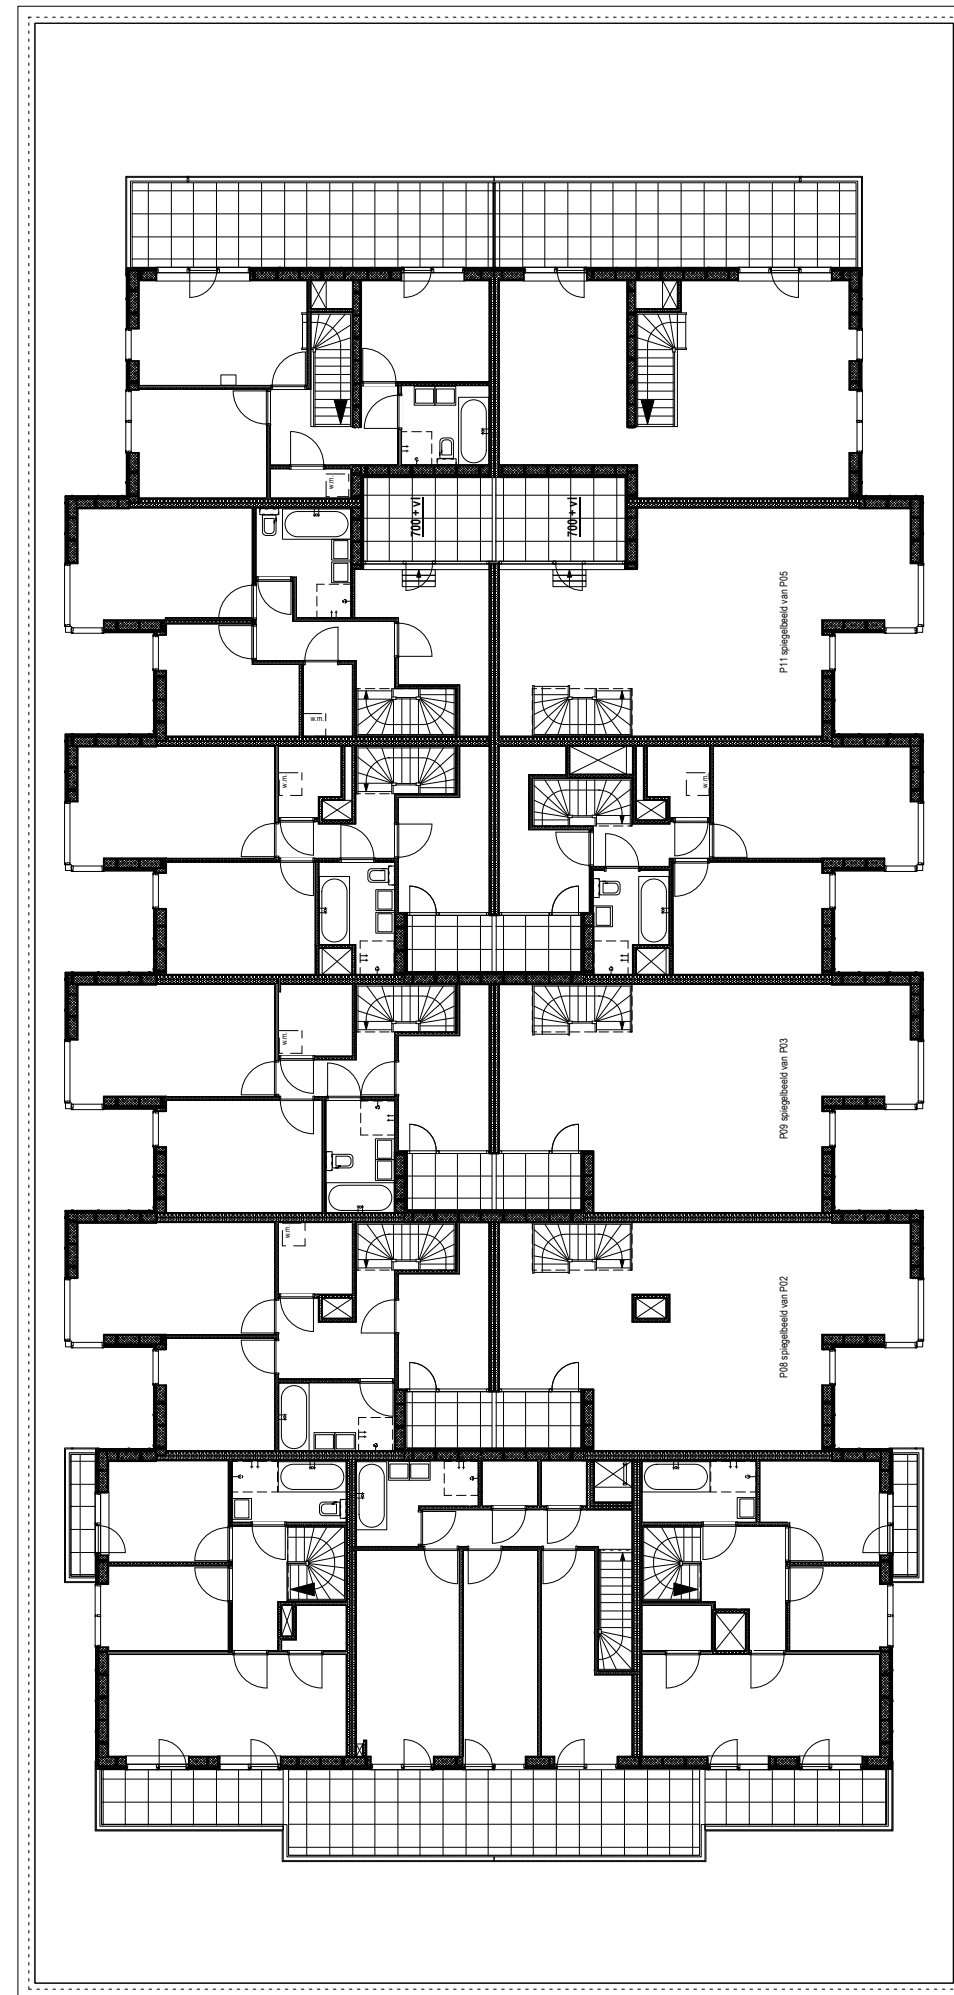 700 + vl
700 + vl
w.m.
P11 spiegelbeeld van P05
w.m.
w.m.
w.m.
w.m.
P09 spiegelbeeld van P03
w.m.
P08 spiegelbeeld van P02